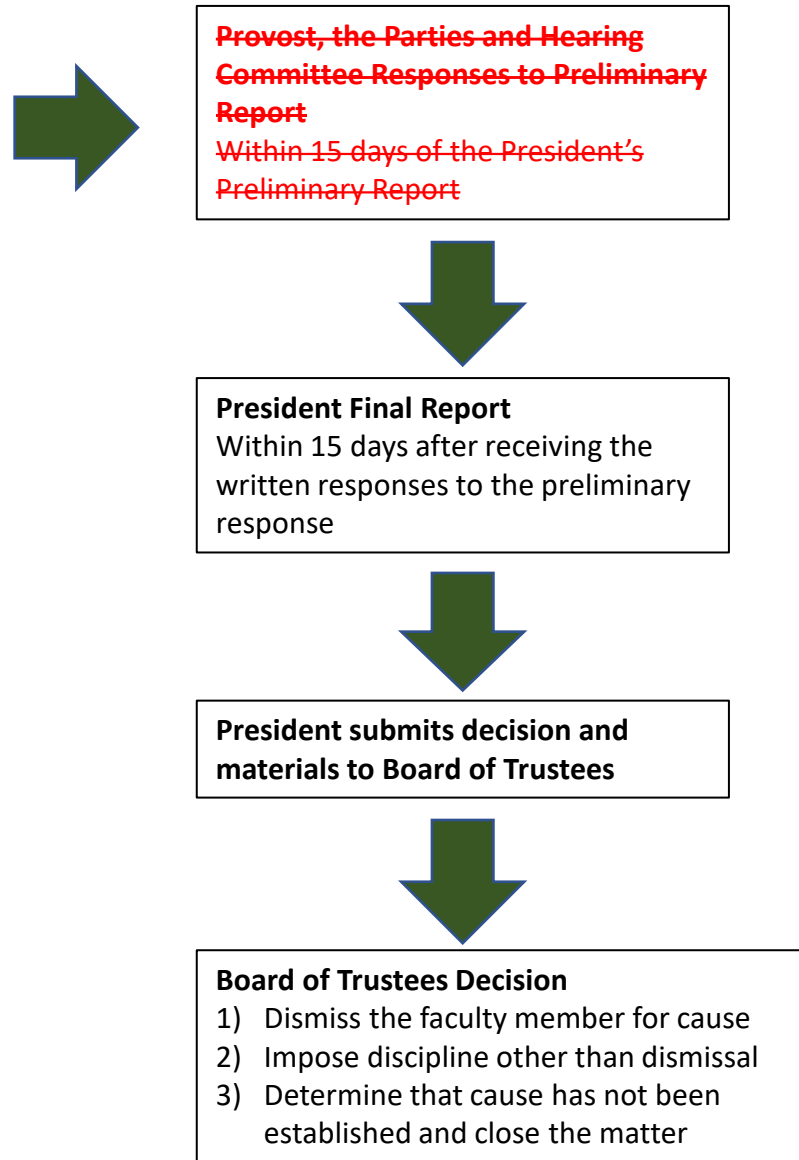 Provost, the Parties and Hearing
Committee Responses to Preliminary
Report
Within 15 days of the President’s
Preliminary Report
President Final Report
Within 15 days after receiving the
written responses to the preliminary
response
President submits decision and
materials to Board of Trustees
Board of Trustees Decision
1) Dismiss the faculty member for cause
2) Impose discipline other than dismissal
3) Determine that cause has not been
established and close the matter